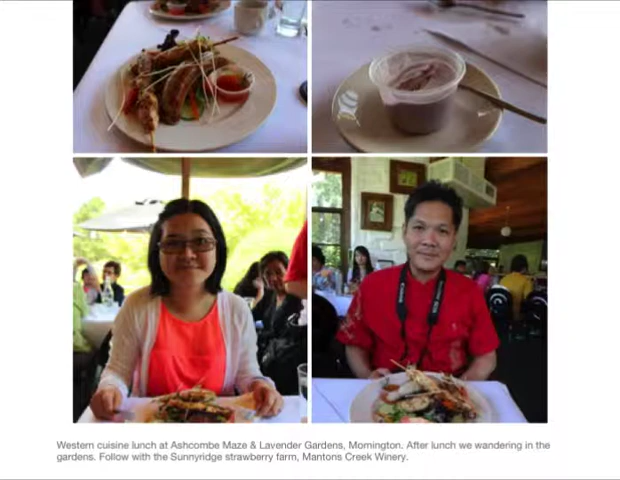 Western cuisine lunch at Ashcombe Maze & Lavender Gardens, Mornington. After lunch we wandering in the
gardens. Follow with the Sunnyridge strawberry farm, Mantons Creek Winery.